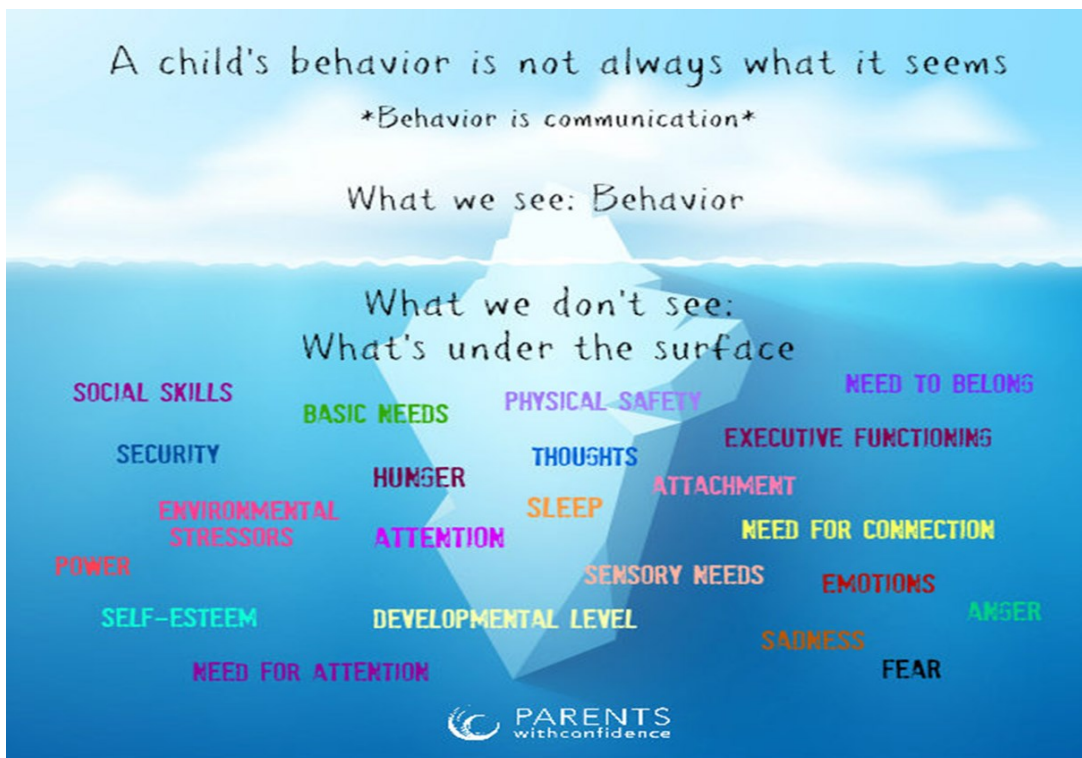 A child's behavior is not always what it seems
*Behavior is communication*
What we see: Behavior
What we don't see:
What's under the surface
SOCIAL SKILLS
BASIC NEEDS
PHYSICAL SAFETY
NEED TO BELONG
SECURITY
HUNGER
THOUGHTS
EXECUTIVE FUNCTIONING
ENVIRONMENTAL
STRESSORS
ATTENTION
SLEEP
ATTACHMENT
NEED FOR CONNECTION
POWER
SENSORY NEEDS
EMOTIONS
SELF-ESTEEM
DEVELOPMENTAL LEVEL
ANGER
SADNESS
NEED FOR ATTENTION
FEAR
PARENTS
withconfidence